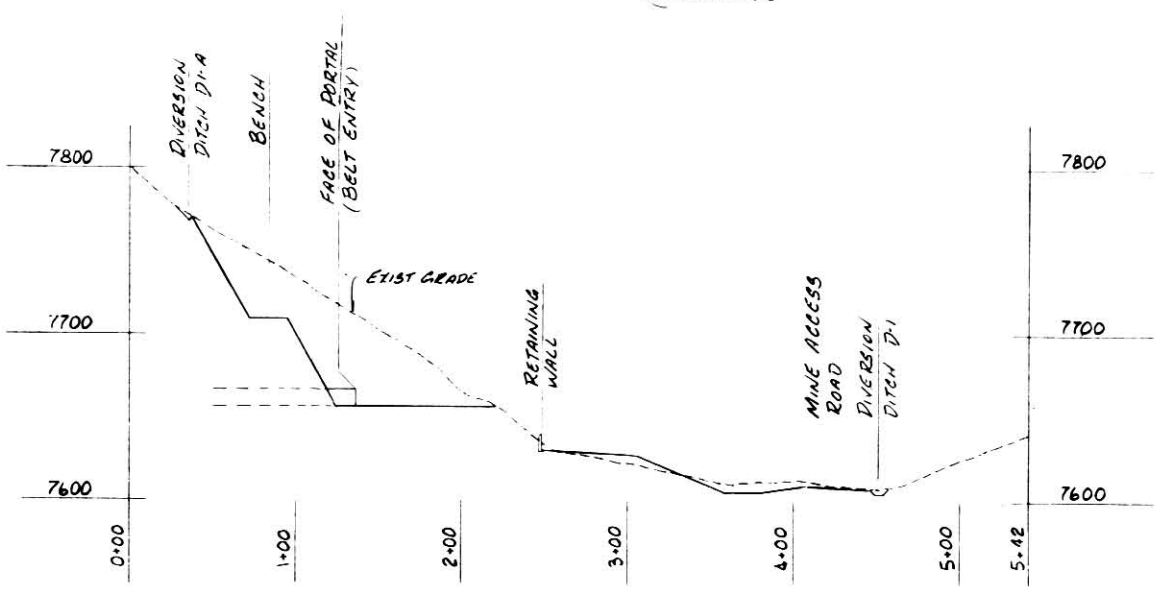 DIVERSION
DITCH D1-A
BENCH
FACE OF PORTAL
(BELT ENTRY)
7800
7800
EXIST GRADE
7700
7700
RETAINING
WALL
MINE ACCESS
ROAD
DIVERSION
DITCH D-1
7600
7600
0+00
1+00
2+00
3+00
4+00
5+00
5+42